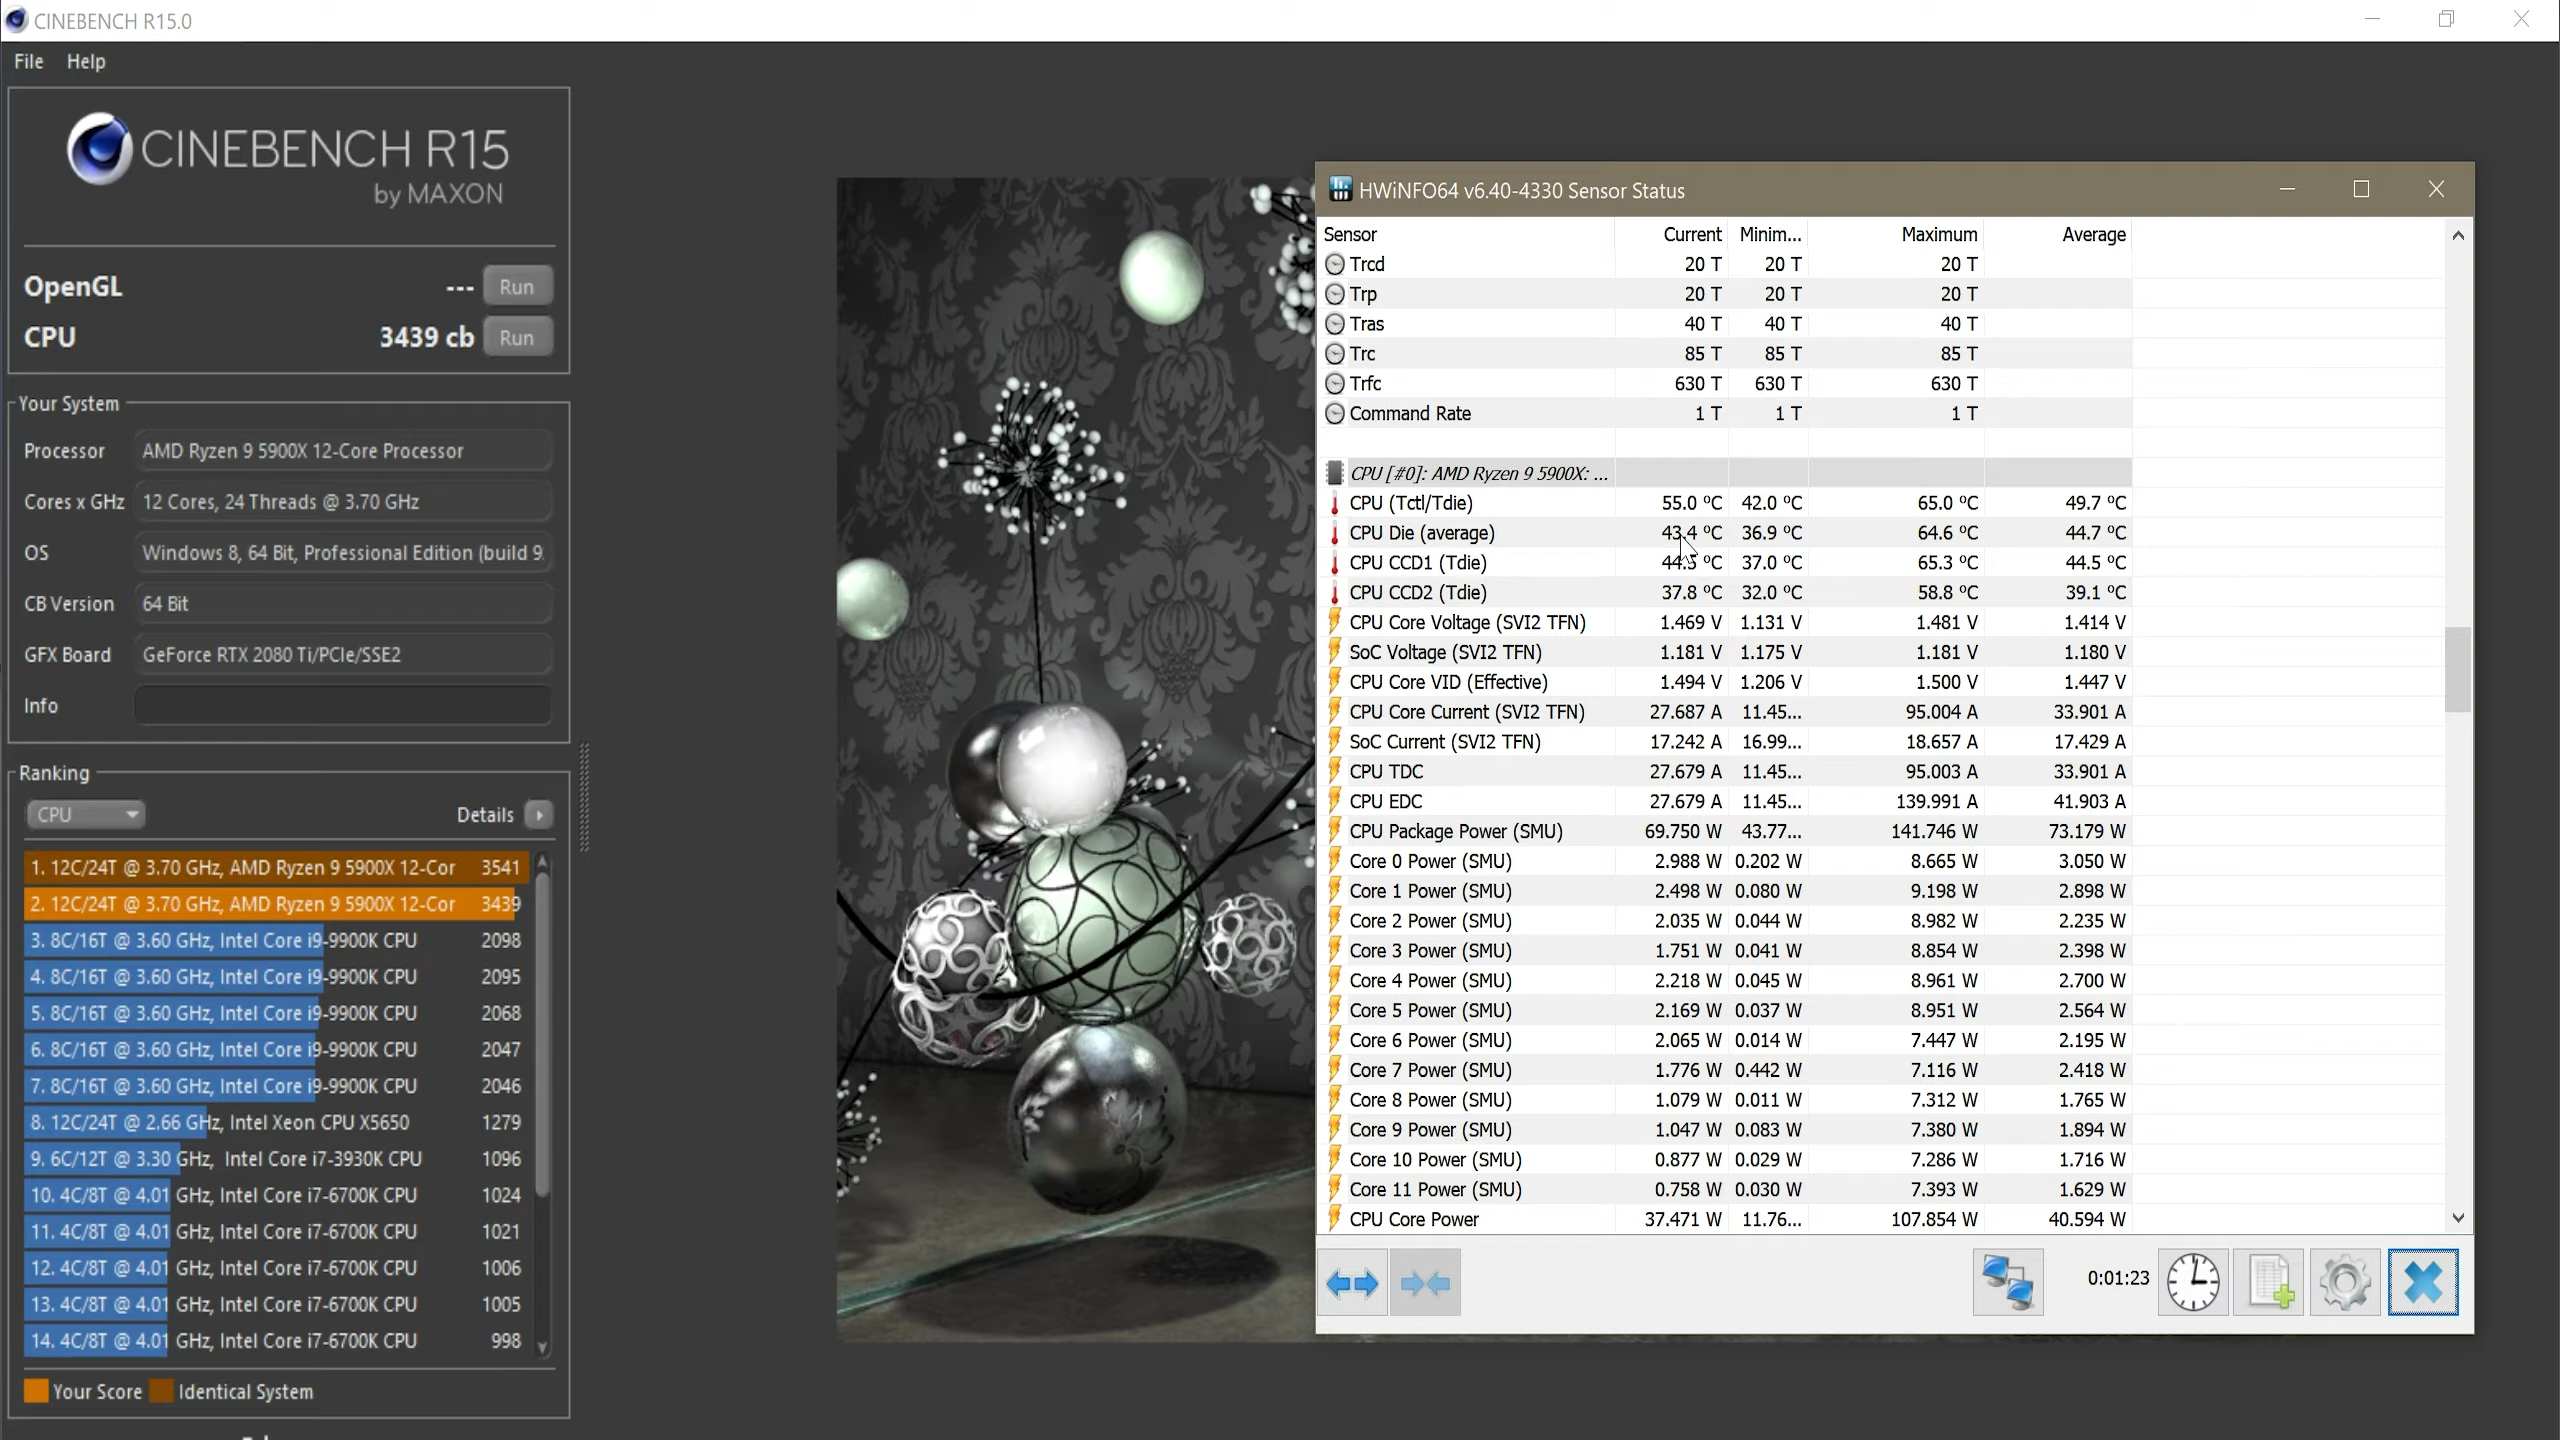 CINEBENCH R15.0
File Help
CINEBENCH R15
by MAXON
OpenGL --- Run
CPU 3439 cb Run
Your System
Processor AMD Ryzen 9 5900X 12-Core Processor
Cores x GHz 12 Cores, 24 Threads @ 3.70 GHz
OS Windows 8, 64 Bit, Professional Edition (build 9
CB Version 64 Bit
GFX Board GeForce RTX 2080 Ti/PCIe/SSE2
Info
Ranking
CPU Details
1. 12C/24T @ 3.70 GHz, AMD Ryzen 9 5900X 12-Cor 3541
2. 12C/24T @ 3.70 GHz, AMD Ryzen 9 5900X 12-Cor 3439
3. 8C/16T @ 3.60 GHz, Intel Core i9-9900K CPU 2098
4. 8C/16T @ 3.60 GHz, Intel Core i9-9900K CPU 2095
5. 8C/16T @ 3.60 GHz, Intel Core i9-9900K CPU 2068
6. 8C/16T @ 3.60 GHz, Intel Core i9-9900K CPU 2047
7. 8C/16T @ 3.60 GHz, Intel Core i9-9900K CPU 2046
8. 12C/24T @ 2.66 GHz, Intel Xeon CPU X5650 1279
9. 6C/12T @ 3.30 GHz, Intel Core i7-3930K CPU 1096
10. 4C/8T @ 4.01 GHz, Intel Core i7-6700K CPU 1024
11. 4C/8T @ 4.01 GHz, Intel Core i7-6700K CPU 1021
12. 4C/8T @ 4.01 GHz, Intel Core i7-6700K CPU 1006
13. 4C/8T @ 4.01 GHz, Intel Core i7-6700K CPU 1005
14. 4C/8T @ 4.01 GHz, Intel Core i7-6700K CPU 998
Your Score Identical System
HWiNFO64 v6.40-4330 Sensor Status
Sensor Current Minim... Maximum Average
Trcd 20 T 20 T 20 T
Trp 20 T 20 T 20 T
Tras 40 T 40 T 40 T
Trc 85 T 85 T 85 T
Trfc 630 T 630 T 630 T
Command Rate 1 T 1 T 1 T
CPU [#0]: AMD Ryzen 9 5900X: ...
CPU (Tctl/Tdie) 55.0 ºC 42.0 ºC 65.0 ºC 49.7 ºC
CPU Die (average) 43.4 ºC 36.9 ºC 64.6 ºC 44.7 ºC
CPU CCD1 (Tdie) ºC 37.0 ºC 65.3 ºC 44.5 ºC
CPU CCD2 (Tdie) 37.8 ºC 32.0 ºC 58.8 ºC 39.1 ºC
CPU Core Voltage (SVI2 TFN) 1.469 V 1.131 V 1.481 V 1.414 V
SoC Voltage (SVI2 TFN) 1.181 V 1.175 V 1.181 V 1.180 V
CPU Core VID (Effective) 1.494 V 1.206 V 1.500 V 1.447 V
CPU Core Current (SVI2 TFN) 27.687 A 11.45... 95.004 A 33.901 A
SoC Current (SVI2 TFN) 17.242 A 16.99... 18.657 A 17.429 A
CPU TDC 27.679 A 11.45... 95.003 A 33.901 A
CPU EDC 27.679 A 11.45... 139.991 A 41.903 A
CPU Package Power (SMU) 69.750 W 43.77... 141.746 W 73.179 W
Core 0 Power (SMU) 2.988 W 0.202 W 8.665 W 3.050 W
Core 1 Power (SMU) 2.498 W 0.080 W 9.198 W 2.898 W
Core 2 Power (SMU) 2.035 W 0.044 W 8.982 W 2.235 W
Core 3 Power (SMU) 1.751 W 0.041 W 8.854 W 2.398 W
Core 4 Power (SMU) 2.218 W 0.045 W 8.961 W 2.700 W
Core 5 Power (SMU) 2.169 W 0.037 W 8.951 W 2.564 W
Core 6 Power (SMU) 2.065 W 0.014 W 7.447 W 2.195 W
Core 7 Power (SMU) 1.776 W 0.442 W 7.116 W 2.418 W
Core 8 Power (SMU) 1.079 W 0.011 W 7.312 W 1.765 W
Core 9 Power (SMU) 1.047 W 0.083 W 7.380 W 1.894 W
Core 10 Power (SMU) 0.877 W 0.029 W 7.286 W 1.716 W
Core 11 Power (SMU) 0.758 W 0.030 W 7.393 W 1.629 W
CPU Core Power 37.471 W 11.76... 107.854 W 40.594 W
0:01:23